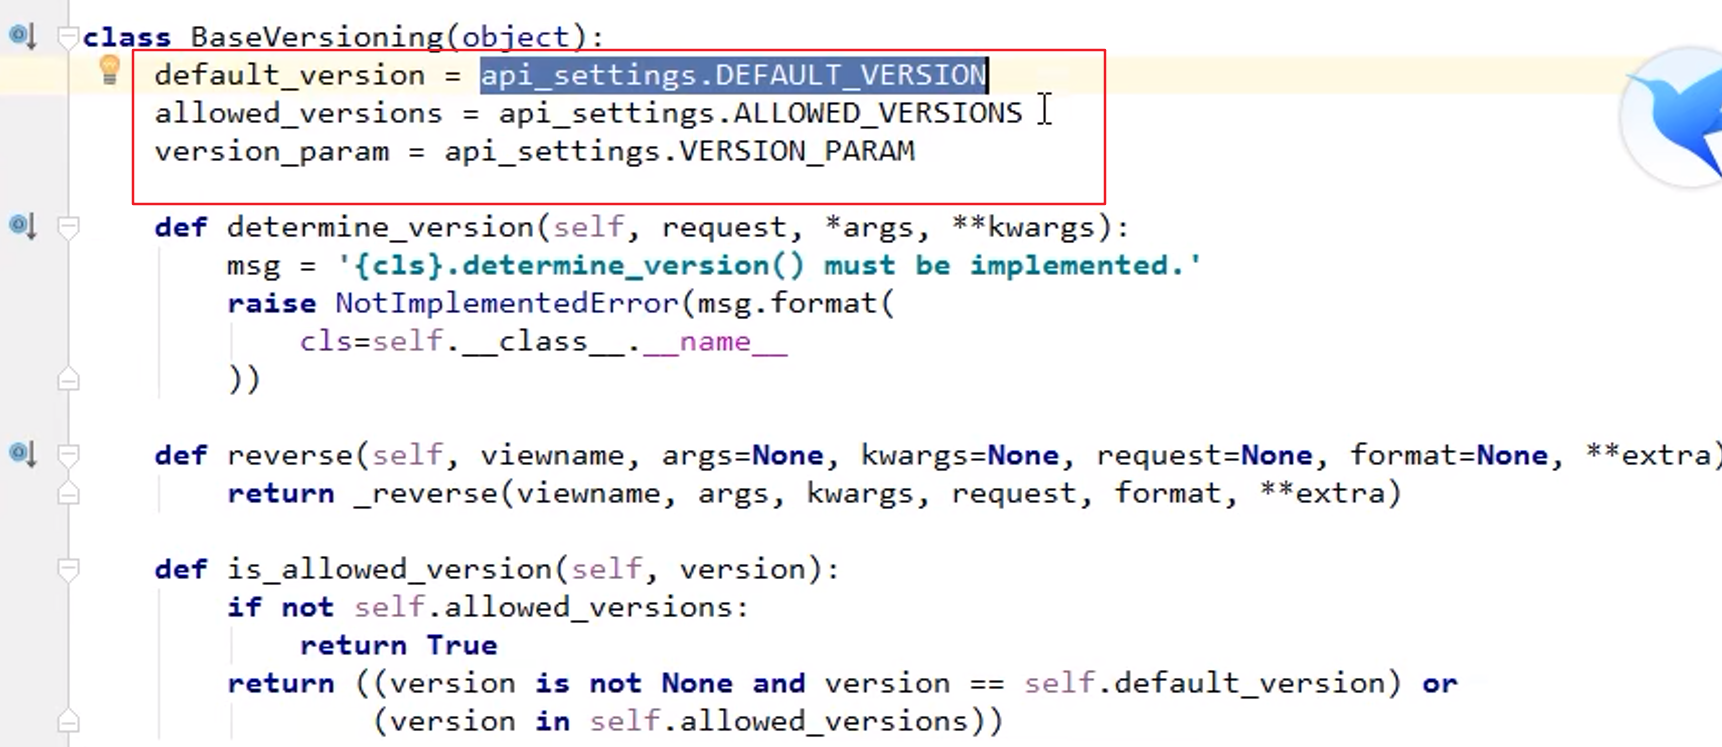 class BaseVersioning(object):
    default_version = api_settings.DEFAULT_VERSION
    allowed_versions = api_settings.ALLOWED_VERSIONS
    version_param = api_settings.VERSION_PARAM

    def determine_version(self, request, *args, **kwargs):
        msg = '{cls}.determine_version() must be implemented.'
        raise NotImplementedError(msg.format(
            cls=self.__class__.__name__
        ))

    def reverse(self, viewname, args=None, kwargs=None, request=None, format=None, **extra)
        return _reverse(viewname, args, kwargs, request, format, **extra)

    def is_allowed_version(self, version):
        if not self.allowed_versions:
            return True
        return ((version is not None and version == self.default_version) or
                (version in self.allowed_versions))